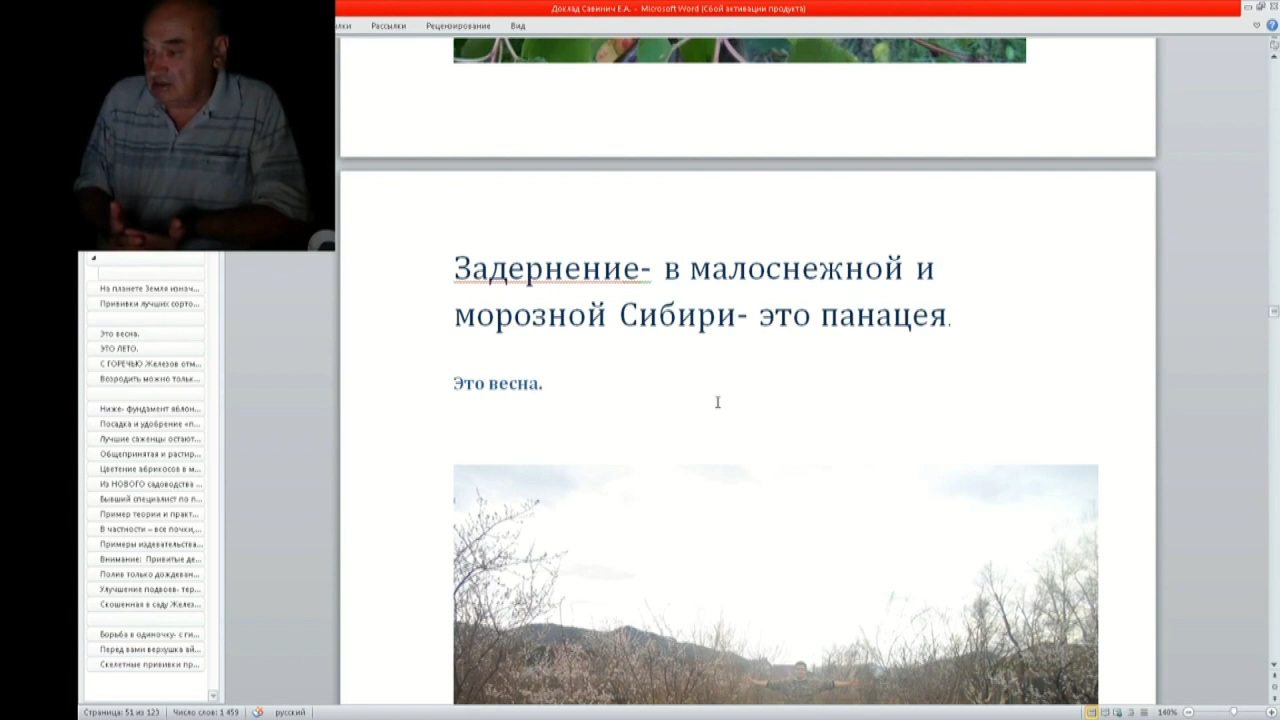 Доклад Савинич Е.А. - Microsoft Word (Сбой активации продукта)
лки Рассылки Рецензирование Вид
Задернение- в малоснежной и
морозной Сибири- это панацея.
Это весна.
На планете Земля изнач...
Прививки лучших сорто...
Это весна.
ЭТО ЛЕТО.
С ГОРЕЧЬЮ Железов отм...
Возродить можно тольк...
Ниже- фундамент яблон...
Посадка и удобрение «п...
Лучшие саженцы остают...
Общепринятая и растир...
Цветение абрикосов в м...
Из НОВОГО садоводства ...
Бывший специалист по п...
Пример теории и практ...
В частности – все почки,...
Примеры издевательства...
Внимание: Привитые де...
Полив только дождеван...
Улучшение подвоев- тер...
Скошенная в саду Желез...
Борьба в одиночку- с ги...
Перед вами верхушка ай...
Скелетные прививки пр...
Страница: 51 из 123 Число слов: 1 459 русский 140%